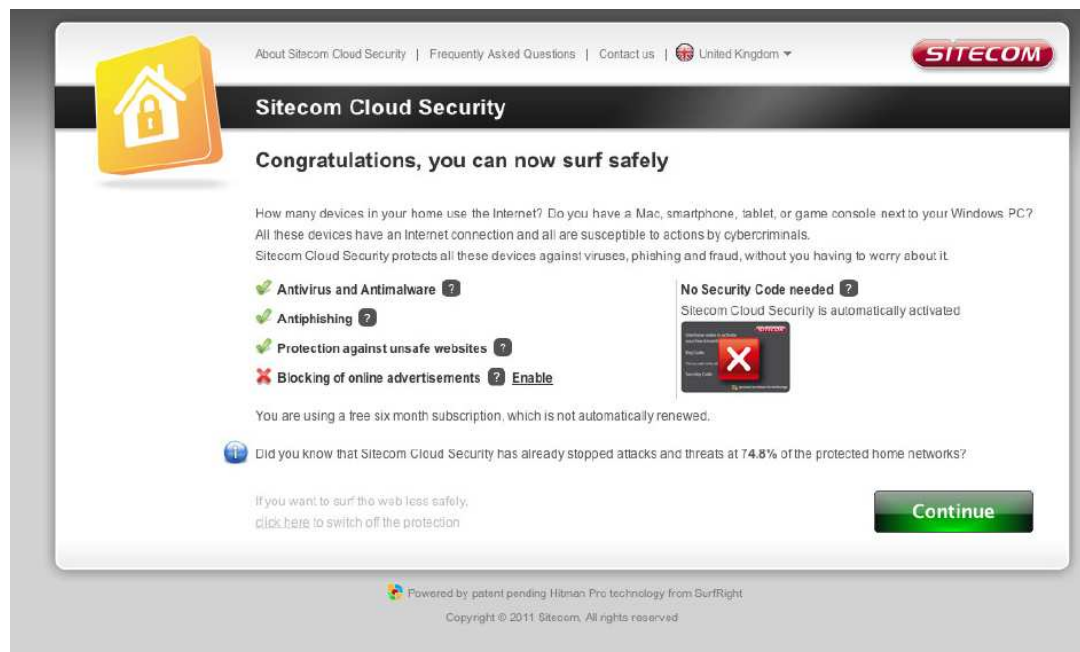 About Sitecom Cloud Security | Frequently Asked Questions | Contact us | United Kingdom
SITECOM
Sitecom Cloud Security
Congratulations, you can now surf safely
How many devices in your home use the Internet? Do you have a Mac, smartphone, tablet, or game console next to your Windows PC?
All these devices have an Internet connection and all are susceptible to actions by cybercriminals.
Sitecom Cloud Security protects all these devices against viruses, phishing and fraud, without you having to worry about it.
Antivirus and Antimalware ?
Antiphishing ?
Protection against unsafe websites ?
Blocking of online advertisements ? Enable
No Security Code needed ?
Sitecom Cloud Security is automatically activated
SITECOM
You are using a free six month subscription, which is not automatically renewed.
Did you know that Sitecom Cloud Security has already stopped attacks and threats at 74.8% of the protected home networks?
If you want to surf the web less safely,
click here to switch off the protection
Continue
Powered by patent pending Hitman Pro technology from SurfRight
Copyright © 2011 Sitecom, All rights reserved